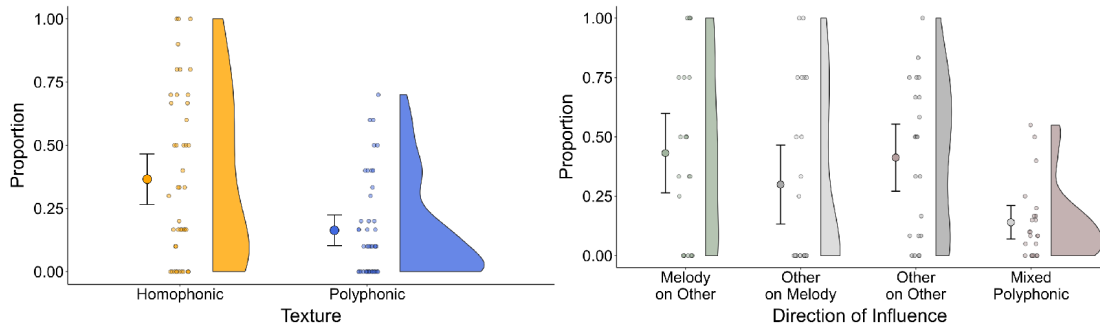 1.00
0.75
0.50
0.25
0.00
Proportion
Homophonic
Polyphonic
Texture
1.00
0.75
0.50
0.25
0.00
Proportion
Melody
on Other
Other
on Melody
Other
on Other
Mixed
Polyphonic
Direction of Influence